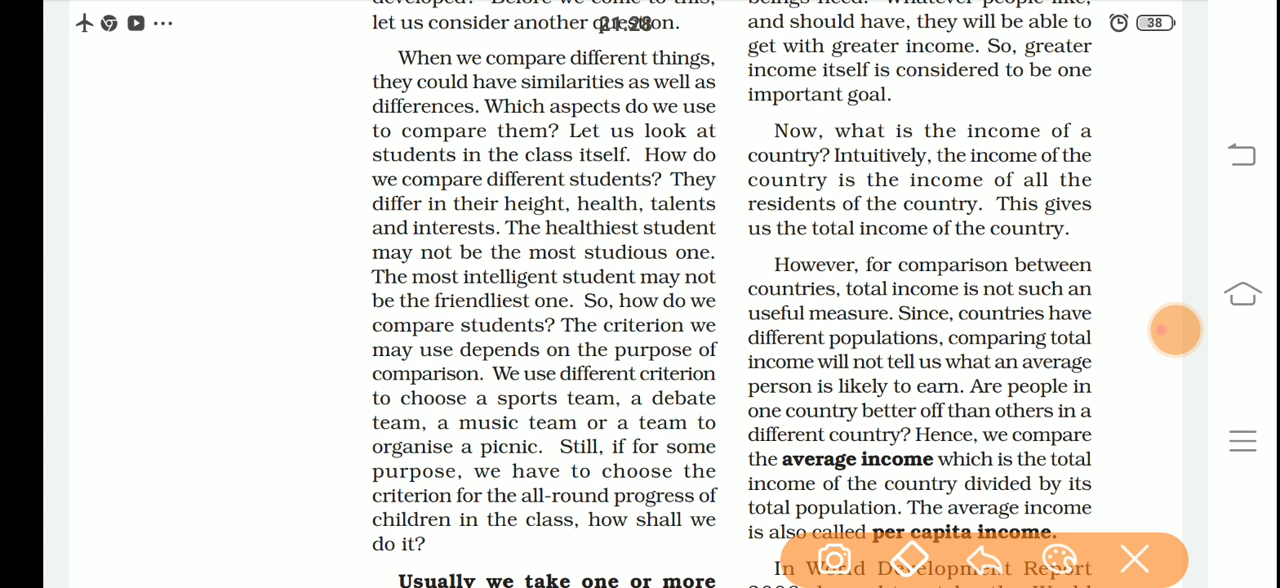 let us consider another question.
21:28
38
When we compare different things,
they could have similarities as well as
differences. Which aspects do we use
to compare them? Let us look at
students in the class itself. How do
we compare different students? They
differ in their height, health, talents
and interests. The healthiest student
may not be the most studious one.
The most intelligent student may not
be the friendliest one. So, how do we
compare students? The criterion we
may use depends on the purpose of
comparison. We use different criterion
to choose a sports team, a debate
team, a music team or a team to
organise a picnic. Still, if for some
purpose, we have to choose the
criterion for the all-round progress of
children in the class, how shall we
do it?
Usually we take one or more
and should have, they will be able to
get with greater income. So, greater
income itself is considered to be one
important goal.
Now, what is the income of a
country? Intuitively, the income of the
country is the income of all the
residents of the country. This gives
us the total income of the country.
However, for comparison between
countries, total income is not such an
useful measure. Since, countries have
different populations, comparing total
income will not tell us what an average
person is likely to earn. Are people in
one country better off than others in a
different country? Hence, we compare
the average income which is the total
income of the country divided by its
total population. The average income
is also called per capita income.
In World Development Report